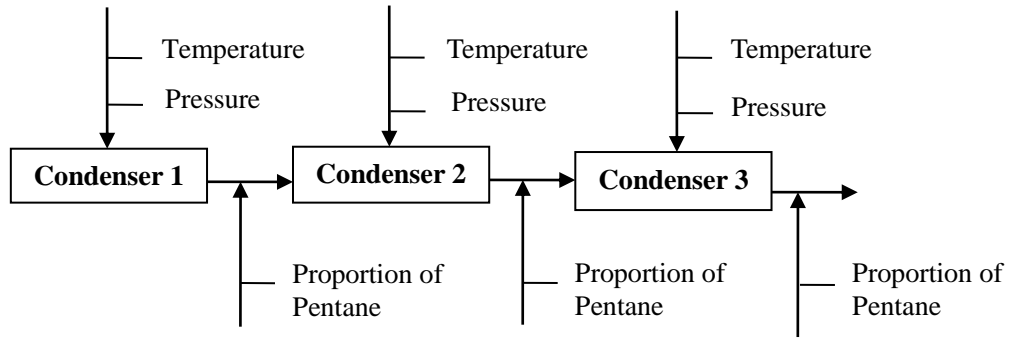 Temperature
Temperature
Temperature
Pressure
Pressure
Pressure
Condenser 1
Condenser 2
Condenser 3
Proportion of
Pentane
Proportion of
Pentane
Proportion of
Pentane